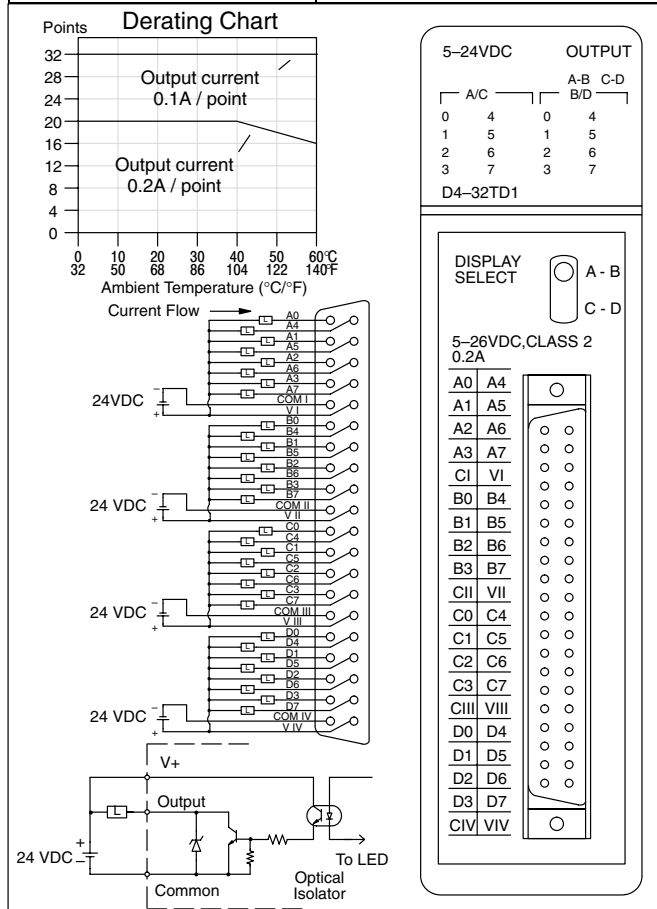 Derating Chart
Points
32
28
24
20
16
12
8
4
0
Output current
0.1A / point
Output current
0.2A / point
0 10 20 30 40 50 60°C
32 50 68 86 104 122 140°F
Ambient Temperature (°C/°F)
Current Flow
L A0
L A4
L A1
L A5
L A2
L A6
L A3
L A7
COM I
V I
24VDC
–
+
L B0
L B4
L B1
L B5
L B2
L B6
L B3
L B7
COM II
V II
24 VDC
–
+
L C0
L C4
L C1
L C5
L C2
L C6
L C3
L C7
COM III
V III
24 VDC
–
+
L D0
L D4
L D1
L D5
L D2
L D6
L D3
L D7
COM IV
V IV
24 VDC
–
+
V+
L
Output
+
24 VDC –
Common
To LED
Optical
Isolator
5–24VDC OUTPUT
A-B C-D
A/C B/D
0 4 0 4
1 5 1 5
2 6 2 6
3 7 3 7
D4–32TD1
DISPLAY
SELECT
A - B
C - D
5–26VDC,CLASS 2
0.2A
A0 A4
A1 A5
A2 A6
A3 A7
CI VI
B0 B4
B1 B5
B2 B6
B3 B7
CII VII
C0 C4
C1 C5
C2 C6
C3 C7
CIII VIII
D0 D4
D1 D5
D2 D6
D3 D7
CIV VIV